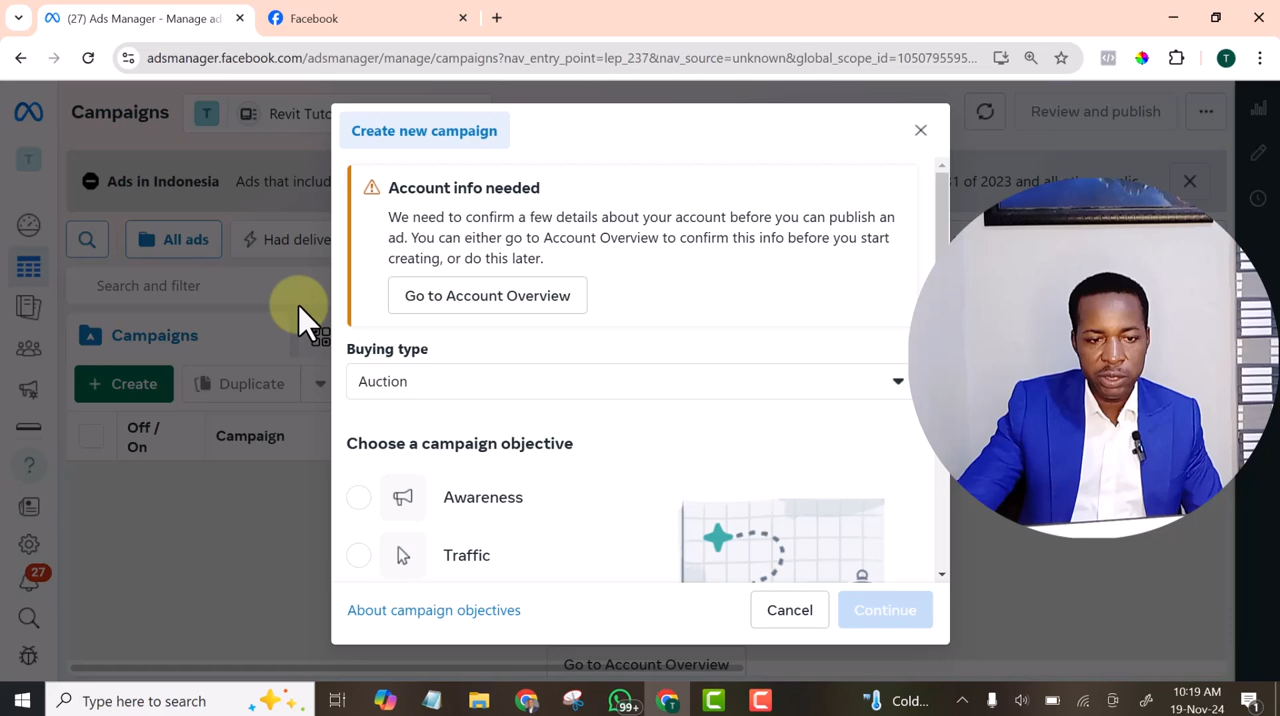 (27) Ads Manager - Manage ad
Facebook
adsmanager.facebook.com/adsmanager/manage/campaigns?nav_entry_point=lep_237&nav_source=unknown&global_scope_id=1050795595...
T
Campaigns
T
Revit Tuto
Review and publish
T
Ads in Indonesia
Ads that includ
1 of 2023 and all
All ads
Had delive
Search and filter
Campaigns
Create
Duplicate
Off / On
Campaign
27
Create new campaign
Account info needed
We need to confirm a few details about your account before you can publish an
ad. You can either go to Account Overview to confirm this info before you start
creating, or do this later.
Go to Account Overview
Buying type
Auction
Choose a campaign objective
Awareness
Traffic
About campaign objectives
Cancel
Continue
Go to Account Overview
Type here to search
99+
T
Cold...
10:19 AM
19-Nov-24
1